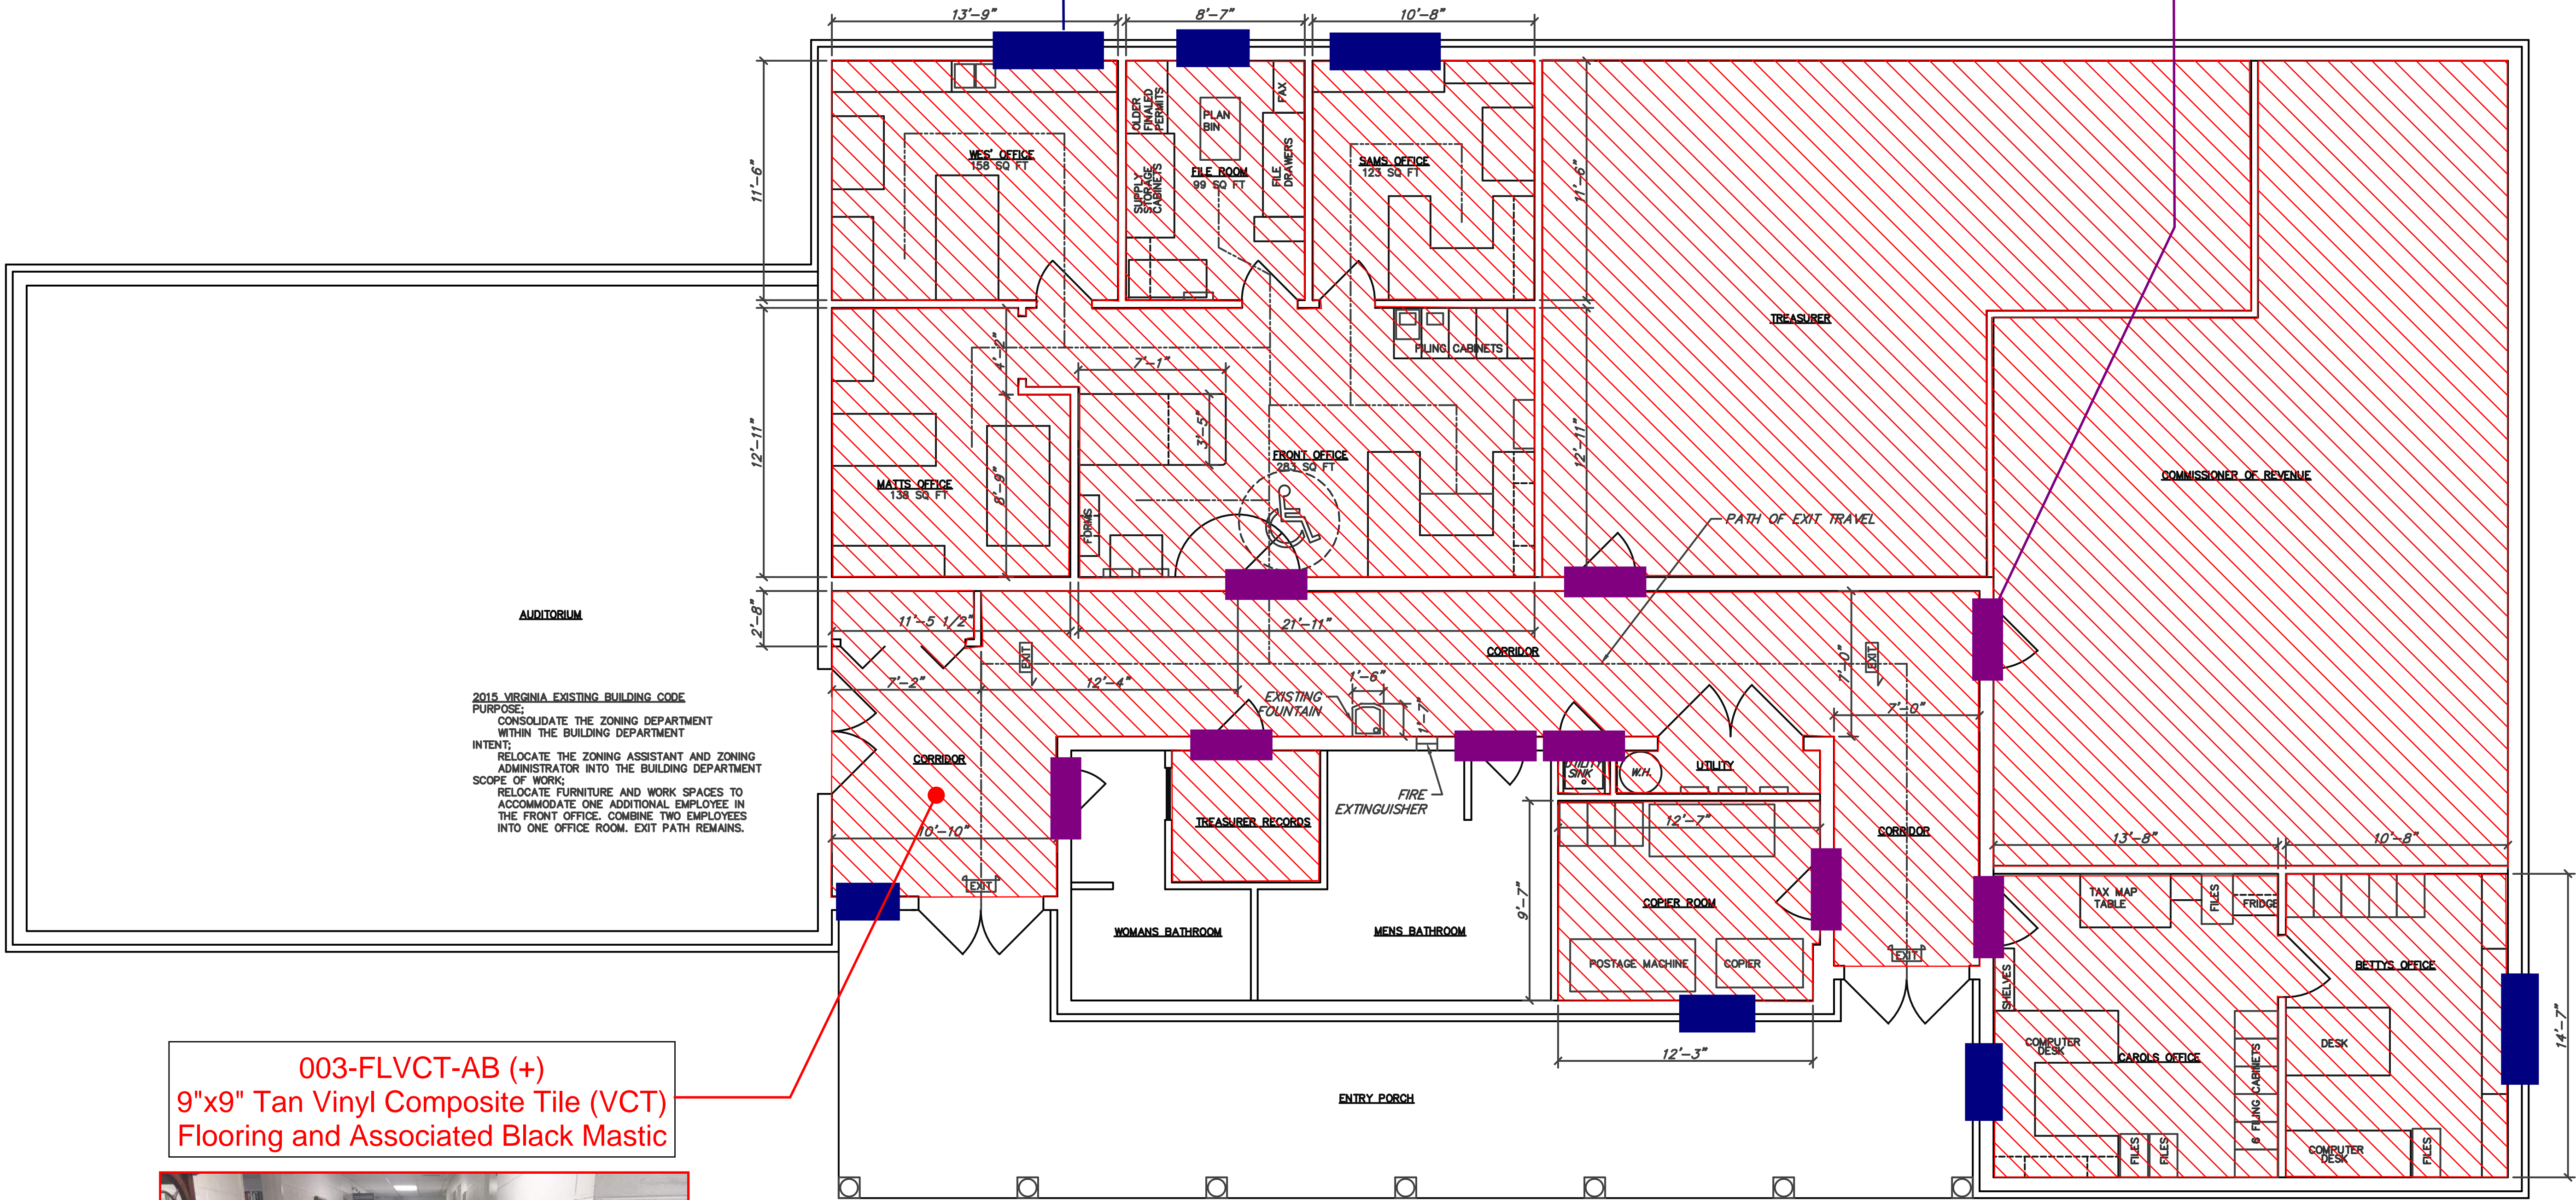 13'-9"
8'-7"
10'-8"
11'-6"
OLDER
FINALED
PERMITS
PLAN
BIN
FAX
WES' OFFICE
158 SQ FT
SUPPLY
STORAGE
CABINETS
FILE ROOM
99 SQ FT
FILE
DRAWERS
SAMS OFFICE
123 SQ FT
11'-6"
TREASURER
4'-2"
7'-1"
FILING CABINETS
12'-11"
3'-5"
12'-11"
MATTS OFFICE
138 SQ FT
8'-9"
FORMS
FRONT OFFICE
283 SQ FT
COMMISSIONER OF REVENUE
PATH OF EXIT TRAVEL
AUDITORIUM
2'-8"
11'-5 1/2"
21'-11"
EXIT
CORRIDOR
EXIT
7'-0"
7'-2"
12'-4"
EXISTING
FOUNTAIN
1'-6"
1'-7"
7'-0"
2015 VIRGINIA EXISTING BUILDING CODE
PURPOSE;
CONSOLIDATE THE ZONING DEPARTMENT
WITHIN THE BUILDING DEPARTMENT
INTENT;
RELOCATE THE ZONING ASSISTANT AND ZONING
ADMINISTRATOR INTO THE BUILDING DEPARTMENT
SCOPE OF WORK;
RELOCATE FURNITURE AND WORK SPACES TO
ACCOMMODATE ONE ADDITIONAL EMPLOYEE IN
THE FRONT OFFICE. COMBINE TWO EMPLOYEES
INTO ONE OFFICE ROOM. EXIT PATH REMAINS.
CORRIDOR
UTILITY
SINK
W.H.
UTILITY
FIRE
EXTINGUISHER
TREASURER RECORDS
10'-10"
12'-7"
CORRIDOR
13'-8"
10'-8"
EXIT
9'-7"
COPIER ROOM
TAX MAP
TABLE
FILES
FRIDGE
WOMANS BATHROOM
MENS BATHROOM
POSTAGE MACHINE
COPIER
EXIT
SHELVES
BETTYS OFFICE
14'-7"
12'-3"
COMPUTER
DESK
CAROLS OFFICE
6 FILING CABINETS
DESK
ENTRY PORCH
FILES
FILES
COMPUTER
DESK
FILES
003-FLVCT-AB (+)
9"x9" Tan Vinyl Composite Tile (VCT)
Flooring and Associated Black Mastic